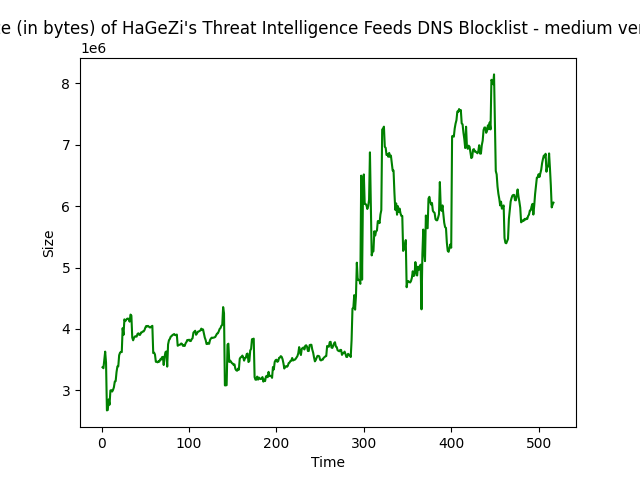 (in bytes) of HaGeZi's Threat Intelligence Feeds DNS Blocklist - medium
1e6
8
7
6
5
4
3
Size
0 100 200 300 400 500
Time